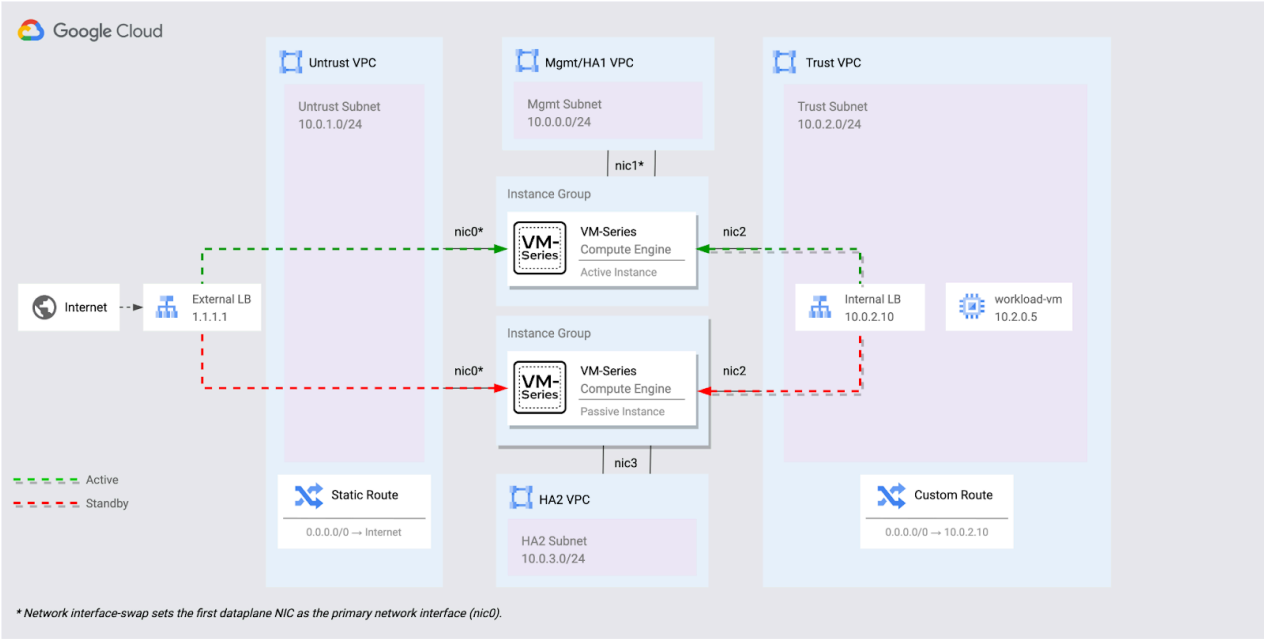 Google Cloud
Untrust VPC
Untrust Subnet
10.0.1.0/24
Mgmt/HA1 VPC
Mgmt Subnet
10.0.0.0/24
Trust VPC
Trust Subnet
10.0.2.0/24
nic1*
Instance Group
nic0*
VM-
Series
VM-Series
Compute Engine
Active Instance
nic2
Internet
External LB
1.1.1.1
Internal LB
10.0.2.10
workload-vm
10.2.0.5
Instance Group
nic0*
VM-
Series
VM-Series
Compute Engine
Passive Instance
nic2
nic3
Active
Standby
Static Route
0.0.0.0/0 → Internet
HA2 VPC
HA2 Subnet
10.0.3.0/24
Custom Route
0.0.0.0/0 → 10.0.2.10
* Network interface-swap sets the first dataplane NIC as the primary network interface (nic0).